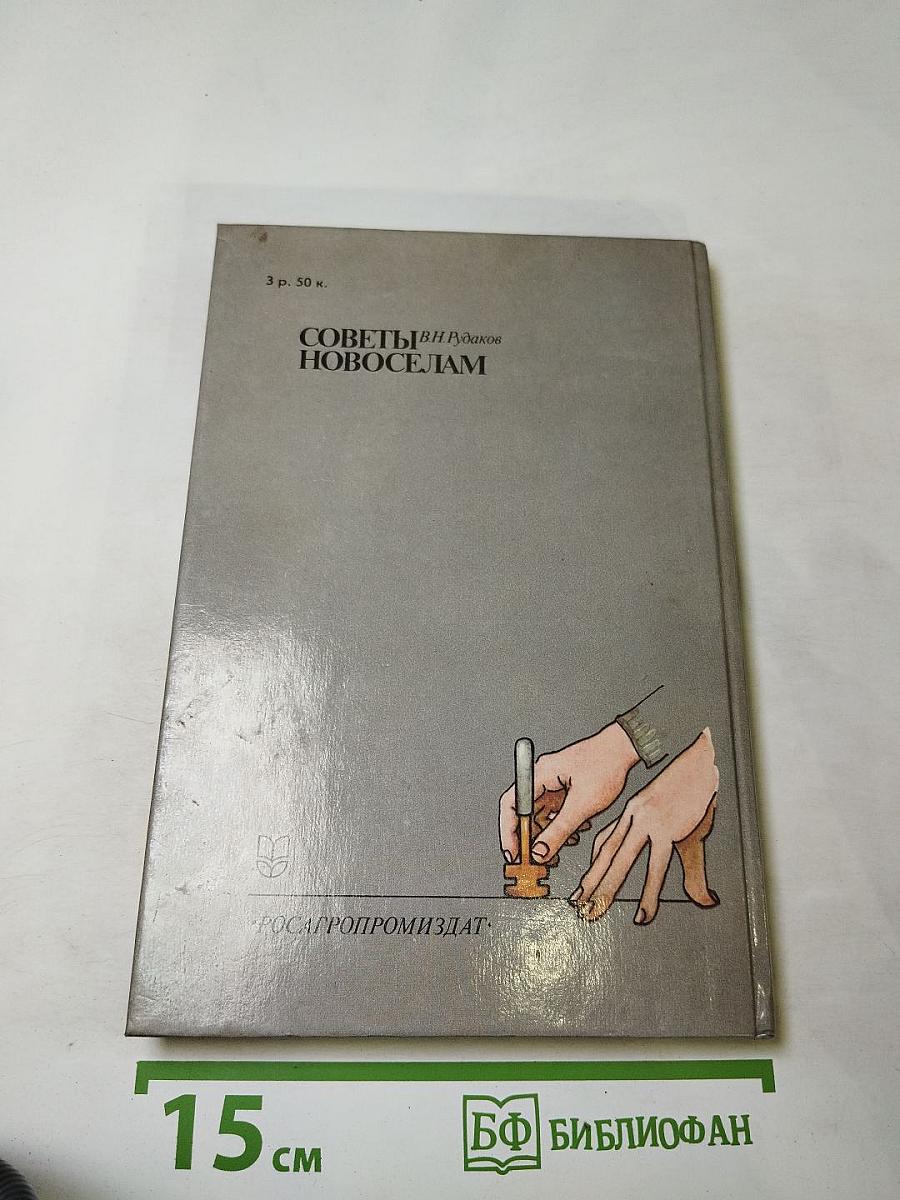 3 р. 50 к.
СОВЕТЫ В.Н.Рудаков
НОВОСЕЛАМ
·РОСАГРОПРОМИЗДАТ·
15 см
БФ БИБЛИОФАН